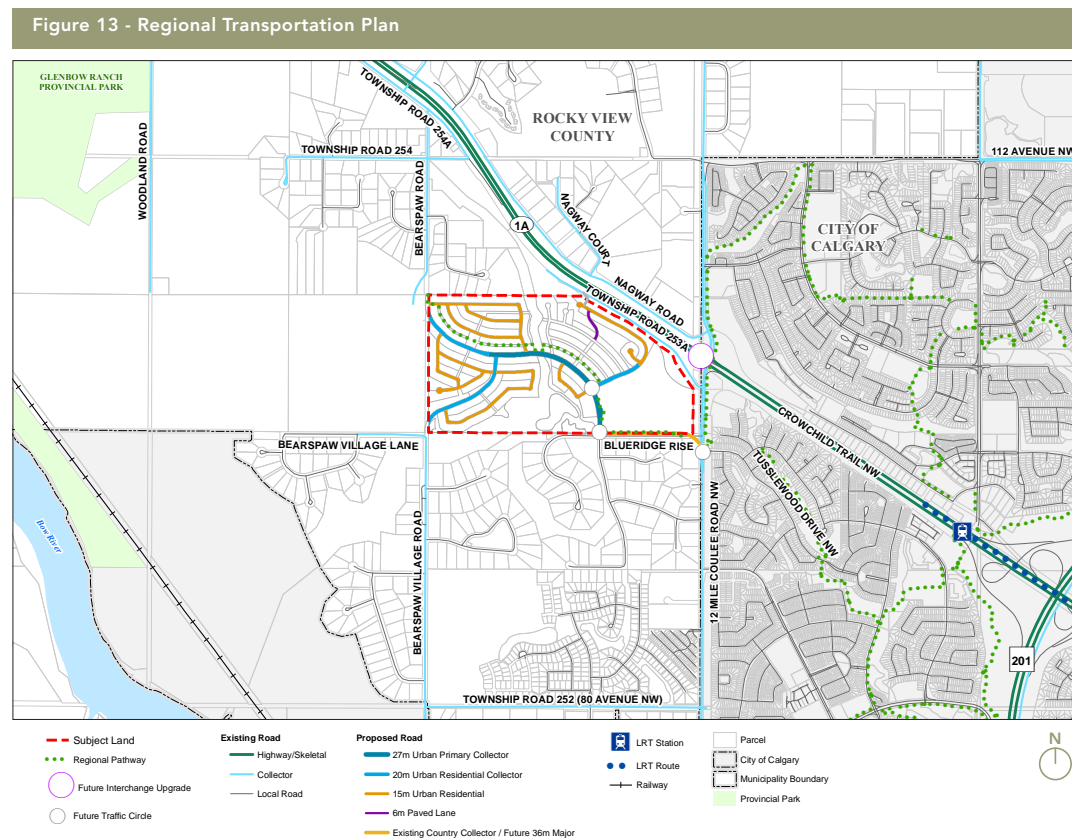 Figure 13 - Regional Transportation Plan
GLENBOW RANCH
PROVINCIAL PARK
WOODLAND ROAD
TOWNSHIP ROAD 254A
TOWNSHIP ROAD 254
BEARSPAW ROAD
ROCKY VIEW
COUNTY
1A
NAGWAY COURT
NAGWAY ROAD
TOWNSHIP ROAD 253A
112 AVENUE NW
CITY OF
CALGARY
CROWCHILD TRAIL NW
BEARSPAW VILLAGE LANE
BLUERIDGE RISE
TUSSLEWOOD DRIVE NW
12 MILE COULEE ROAD NW
Bow River
BEARSPAW VILLAGE ROAD
201
TOWNSHIP ROAD 252 (80 AVENUE NW)
Subject Land
Regional Pathway
Future Interchange Upgrade
Future Traffic Circle
Existing Road
Highway/Skeletal
Collector
Local Road
Proposed Road
27m Urban Primary Collector
20m Urban Residential Collector
15m Urban Residential
6m Paved Lane
Existing Country Collector / Future 36m Major
LRT Station
LRT Route
Railway
Parcel
City of Calgary
Municipality Boundary
Provincial Park
N